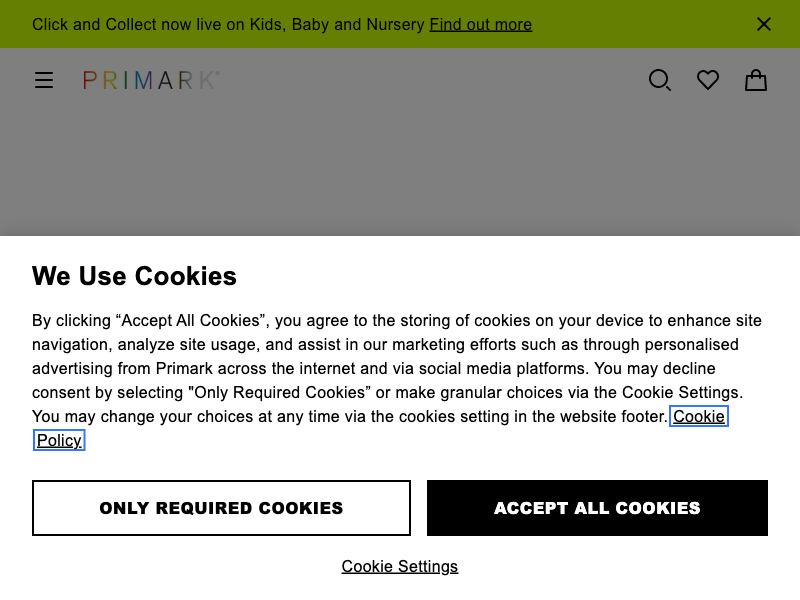 Click and Collect now live on Kids, Baby and Nursery Find out more
PRIMARK®
We Use Cookies
By clicking “Accept All Cookies”, you agree to the storing of cookies on your device to enhance site
navigation, analyze site usage, and assist in our marketing efforts such as through personalised
advertising from Primark across the internet and via social media platforms. You may decline
consent by selecting "Only Required Cookies” or make granular choices via the Cookie Settings.
You may change your choices at any time via the cookies setting in the website footer. Cookie
Policy
ONLY REQUIRED COOKIES
ACCEPT ALL COOKIES
Cookie Settings